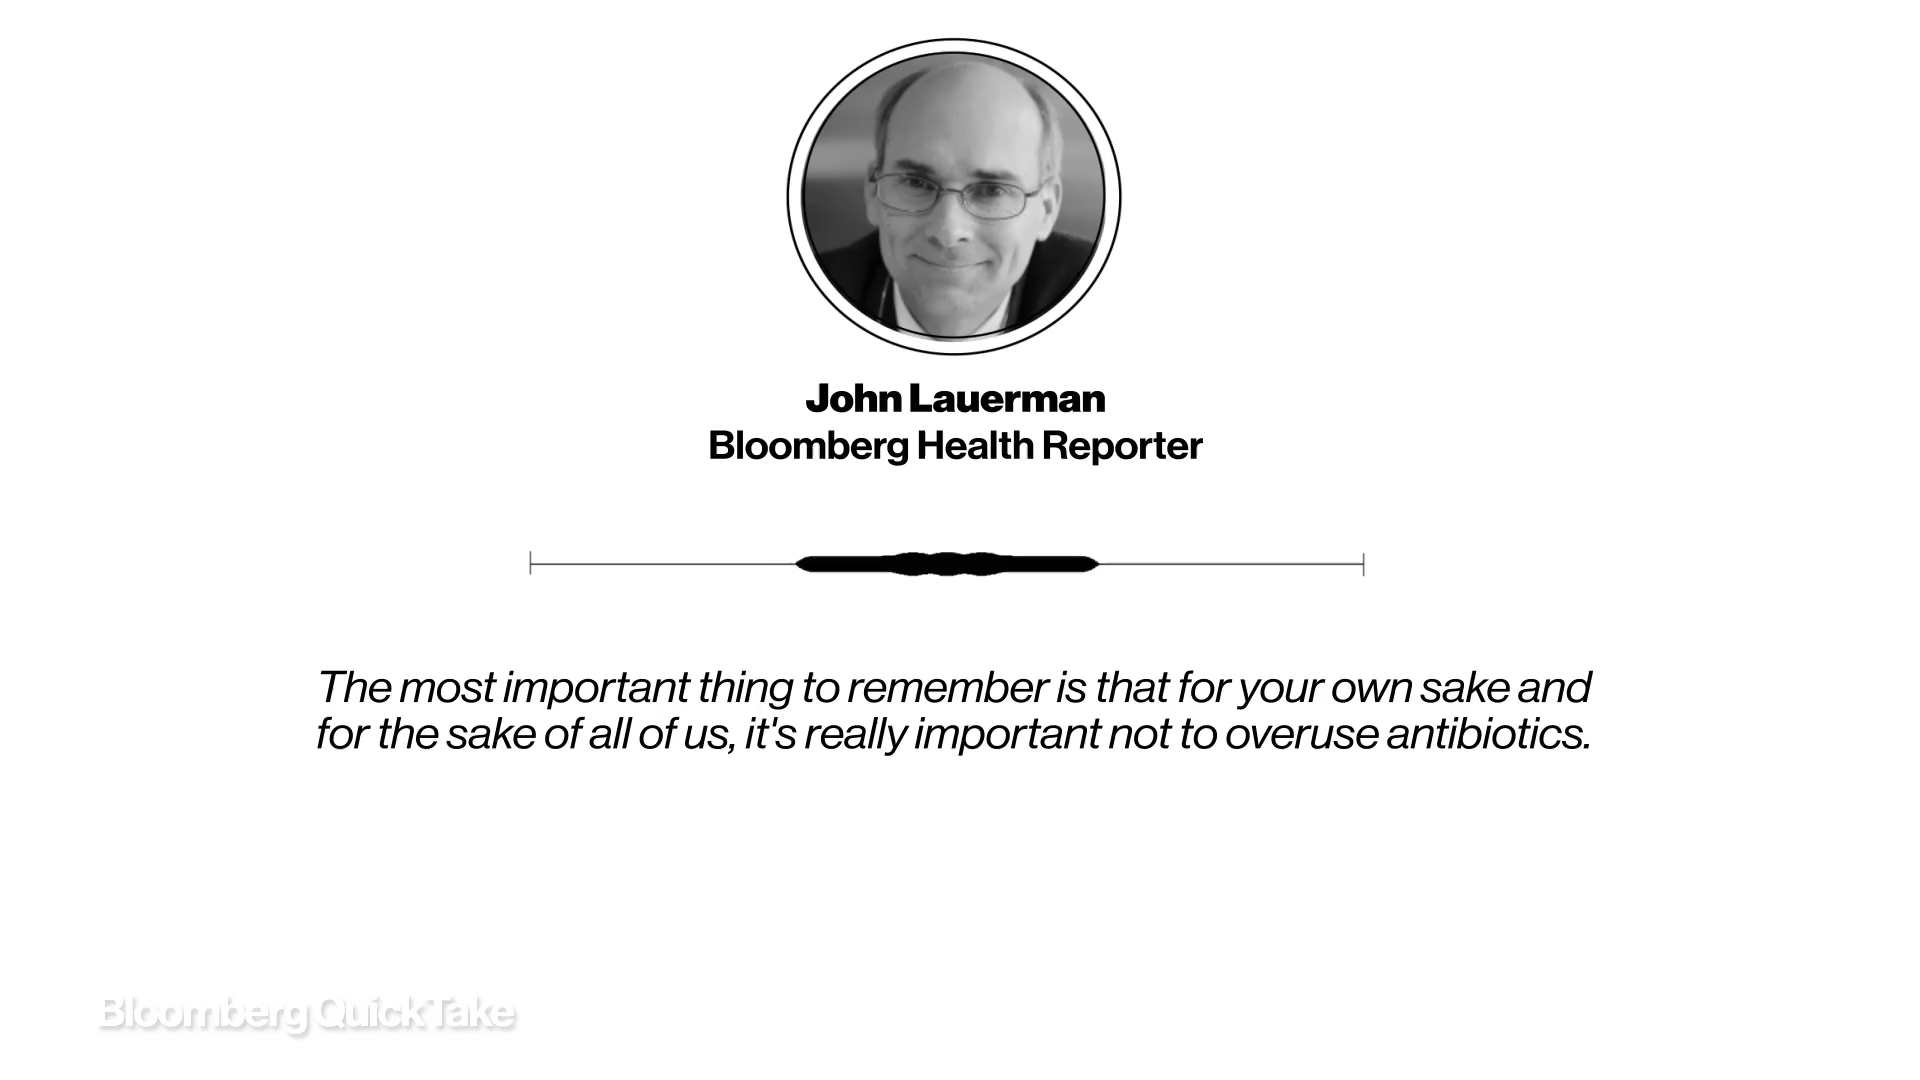 John Lauerman
Bloomberg Health Reporter
The most important thing to remember is that for your own sake and
for the sake of all of us, it's really important not to overuse antibiotics.
Bloomberg QuickTake